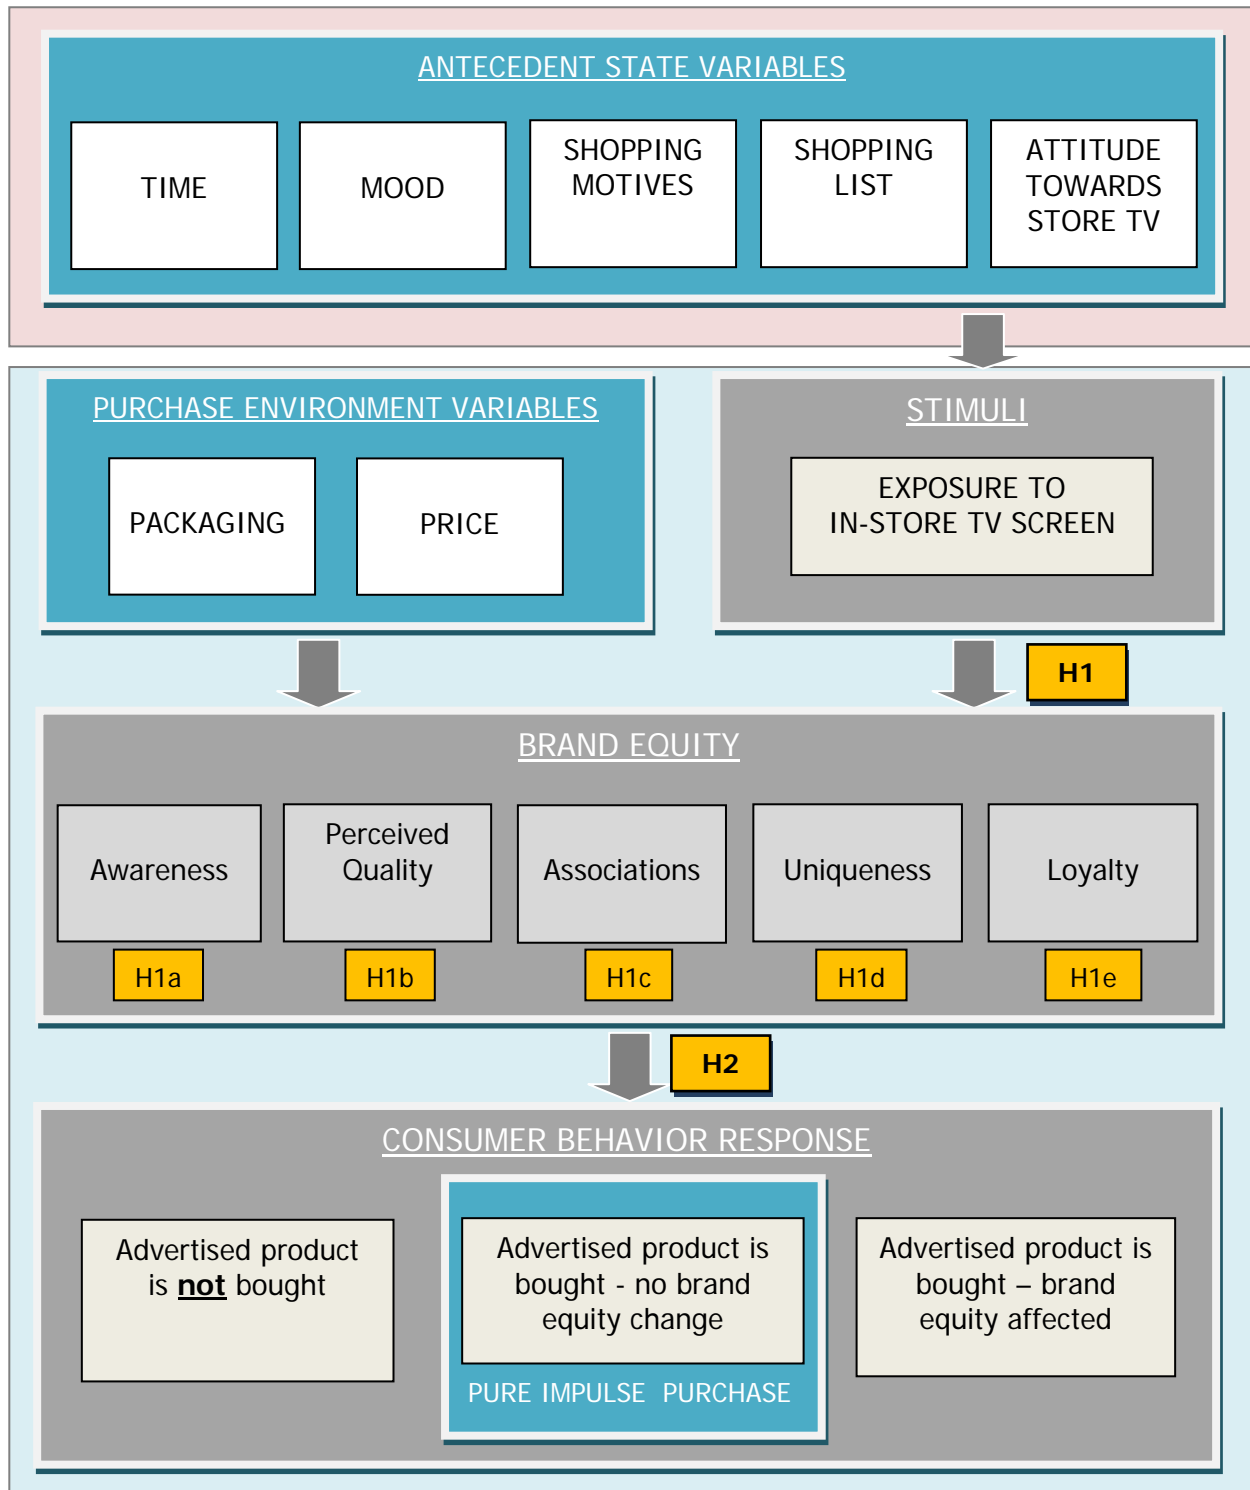 ANTECEDENT STATE VARIABLES
TIME
MOOD
SHOPPING
MOTIVES
SHOPPING
LIST
ATTITUDE
TOWARDS
STORE TV
PURCHASE ENVIRONMENT VARIABLES
PACKAGING
PRICE
STIMULI
EXPOSURE TO
IN-STORE TV SCREEN
H1
BRAND EQUITY
Awareness
Perceived
Quality
Associations
Uniqueness
Loyalty
H1a
H1b
H1c
H1d
H1e
H2
CONSUMER BEHAVIOR RESPONSE
Advertised product
is not bought
Advertised product is
bought - no brand
equity change
PURE IMPULSE PURCHASE
Advertised product is
bought – brand
equity affected